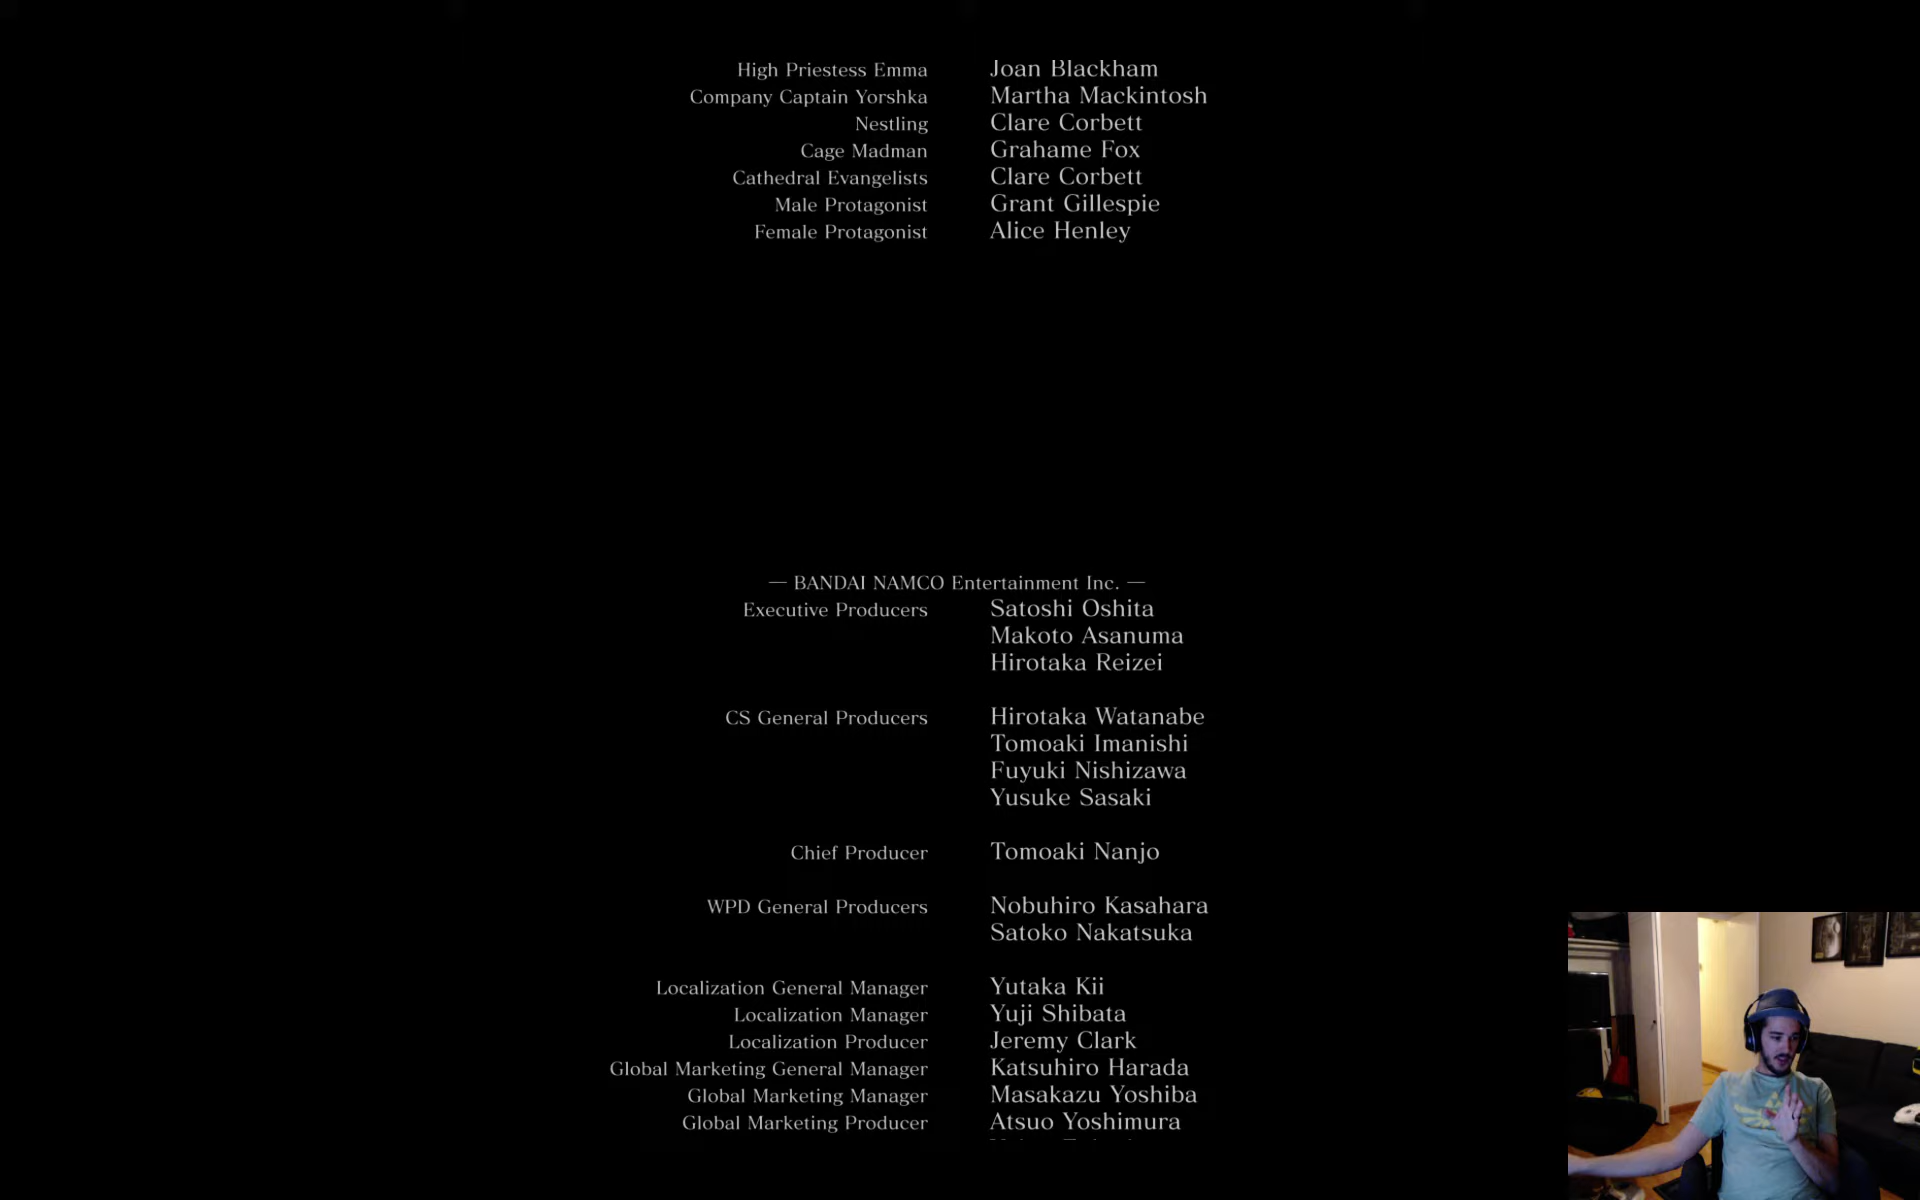 High Priestess Emma Joan Blackham
Company Captain Yorshka Martha Mackintosh
Nestling Clare Corbett
Cage Madman Grahame Fox
Cathedral Evangelists Clare Corbett
Male Protagonist Grant Gillespie
Female Protagonist Alice Henley
— BANDAI NAMCO Entertainment Inc. —
Executive Producers Satoshi Oshita
Makoto Asanuma
Hirotaka Reizei
CS General Producers Hirotaka Watanabe
Tomoaki Imanishi
Fuyuki Nishizawa
Yusuke Sasaki
Chief Producer Tomoaki Nanjo
WPD General Producers Nobuhiro Kasahara
Satoko Nakatsuka
Localization General Manager Yutaka Kii
Localization Manager Yuji Shibata
Localization Producer Jeremy Clark
Global Marketing General Manager Katsuhiro Harada
Global Marketing Manager Masakazu Yoshiba
Global Marketing Producer Atsuo Yoshimura